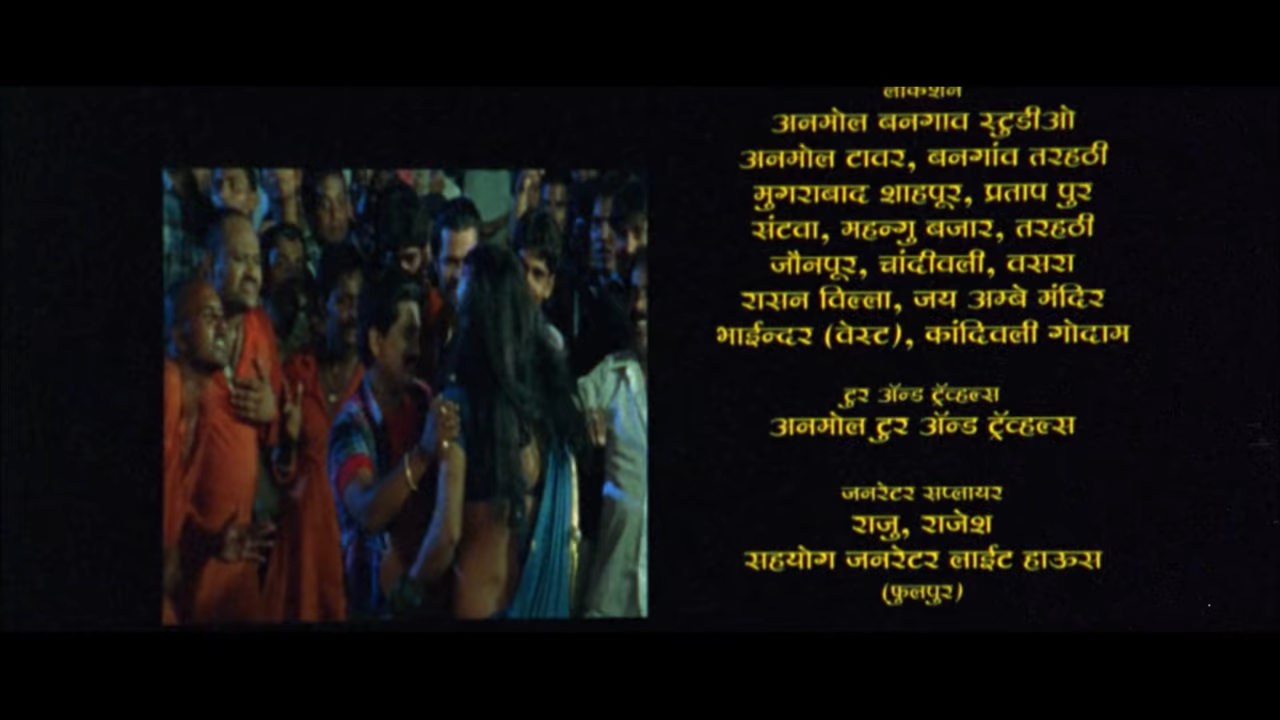 लोकेशन
अनमोल बनगाव स्टुडीओ
अनमोल टावर, बनगांव तरहठी
मुगराबाद शाहपूर, प्रताप पुर
संटवा, महन्गु बजार, तरहठी
जौनपूर, चांदीवली, वसरा
रासन विल्ला, जय अम्बे मंदिर
भाईन्दर (वेस्ट), कांदिवली गोदाम
टुर ॲन्ड ट्रॅव्हल्स
अनमोल टुर ॲन्ड ट्रॅव्हल्स
जनरेटर सप्लायर
राजु, राजेश
सहयोग जनरेटर लाईट हाऊस
(फुलपुर)